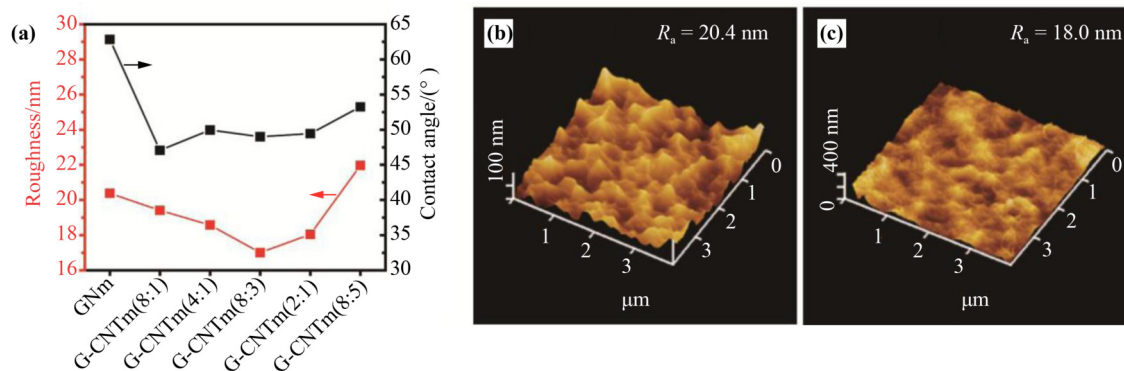 (a)
30
28
26
24
22
20
18
16
Roughness/nm
65
60
55
50
45
40
35
30
Contact angle/(°)
GNm
G-CNTm(8:1)
G-CNTm(4:1)
G-CNTm(8:3)
G-CNTm(2:1)
G-CNTm(8:5)
(b)
Ra = 20.4 nm
100 nm
1
2
3
0
1
2
3
μm
(c)
Ra = 18.0 nm
400 nm
0
1
2
3
0
1
2
3
μm